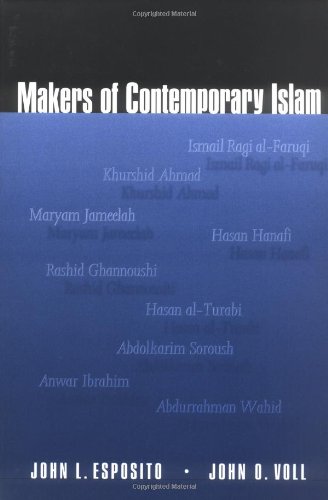 Makers of Contemporary Islam
Ismail Ragi al-Faruqi
Khurshid Ahmad
Maryam Jameelah
Hasan Hanafi
Rashid Ghannoushi
Hasan al-Turabi
Abdolkarim Soroush
Anwar Ibrahim
Abdurrahman Wahid
JOHN L. ESPOSITO • JOHN O. VOLL